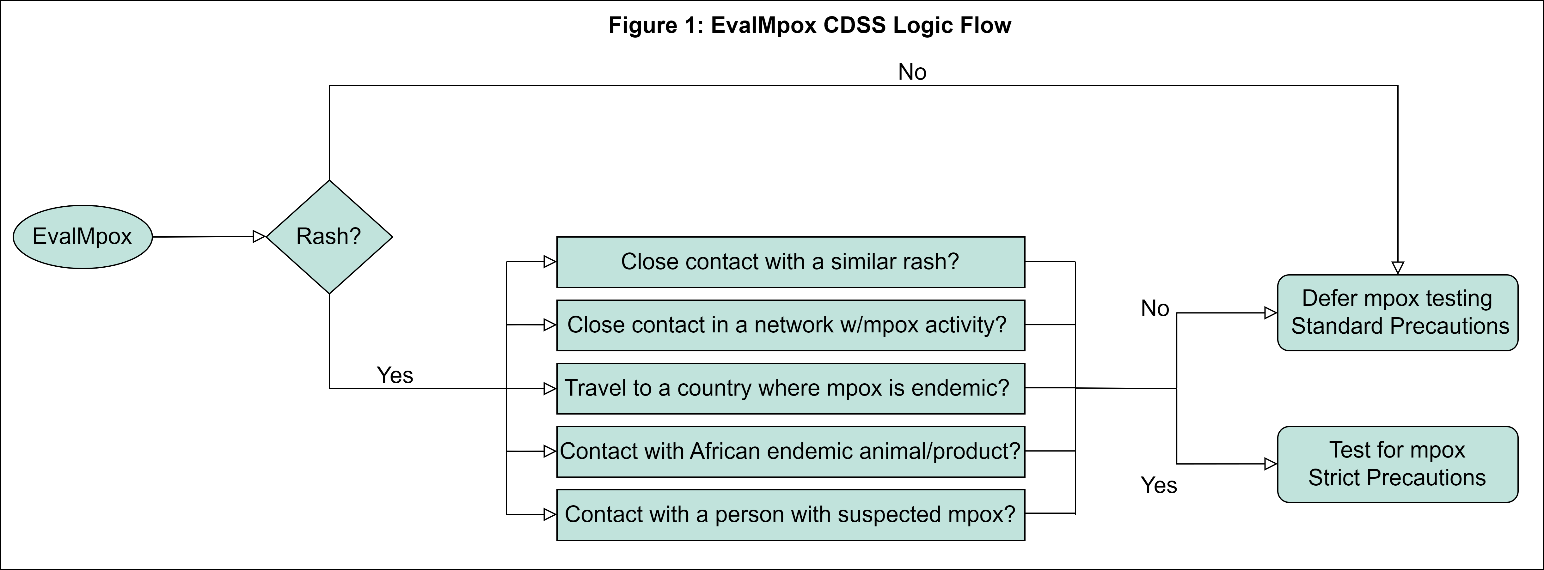 Figure 1: EvalMpox CDSS Logic Flow
No
EvalMpox
Rash?
Yes
Close contact with a similar rash?
Close contact in a network w/mpox activity?
Travel to a country where mpox is endemic?
Contact with African endemic animal/product?
Contact with a person with suspected mpox?
No
Defer mpox testing
Standard Precautions
Yes
Test for mpox
Strict Precautions